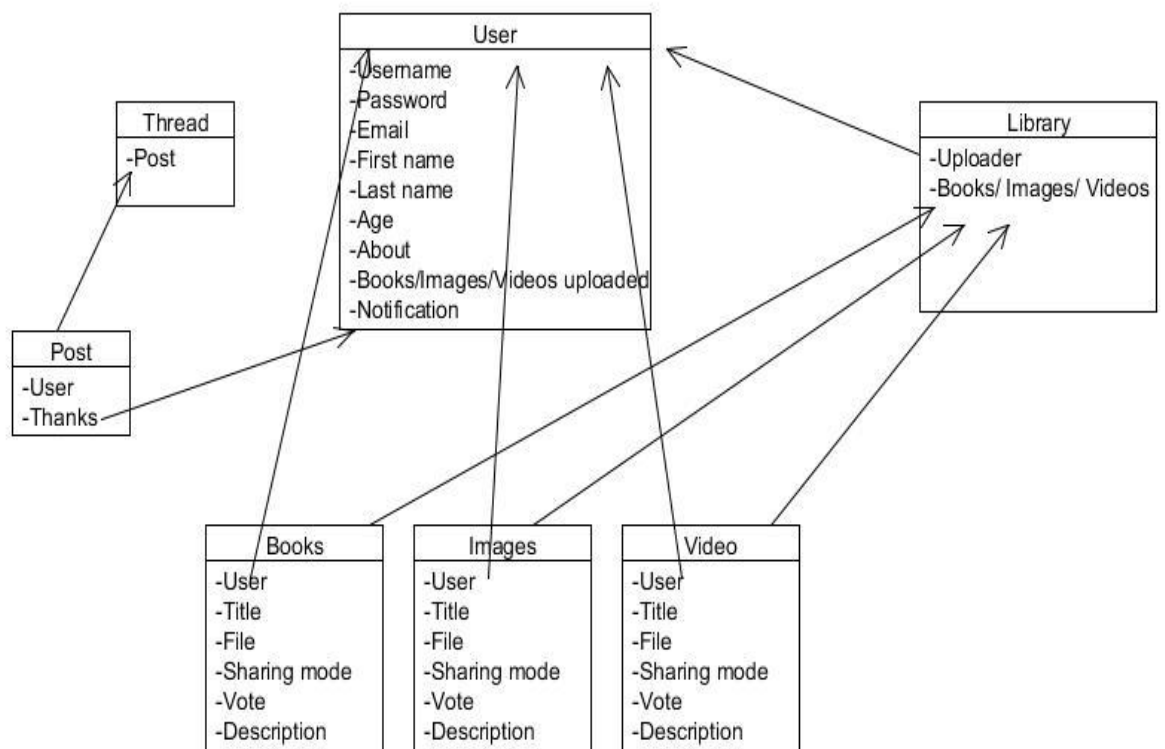 User
-Username
-Password
-Email
-First name
-Last name
-Age
-About
-Books/Images/Videos uploaded
-Notification
Thread
-Post
Library
-Uploader
-Books/ Images/ Videos
Post
-User
-Thanks
Books
-User
-Title
-File
-Sharing mode
-Vote
-Description
Images
-User
-Title
-File
-Sharing mode
-Vote
-Description
Video
-User
-Title
-File
-Sharing mode
-Vote
-Description